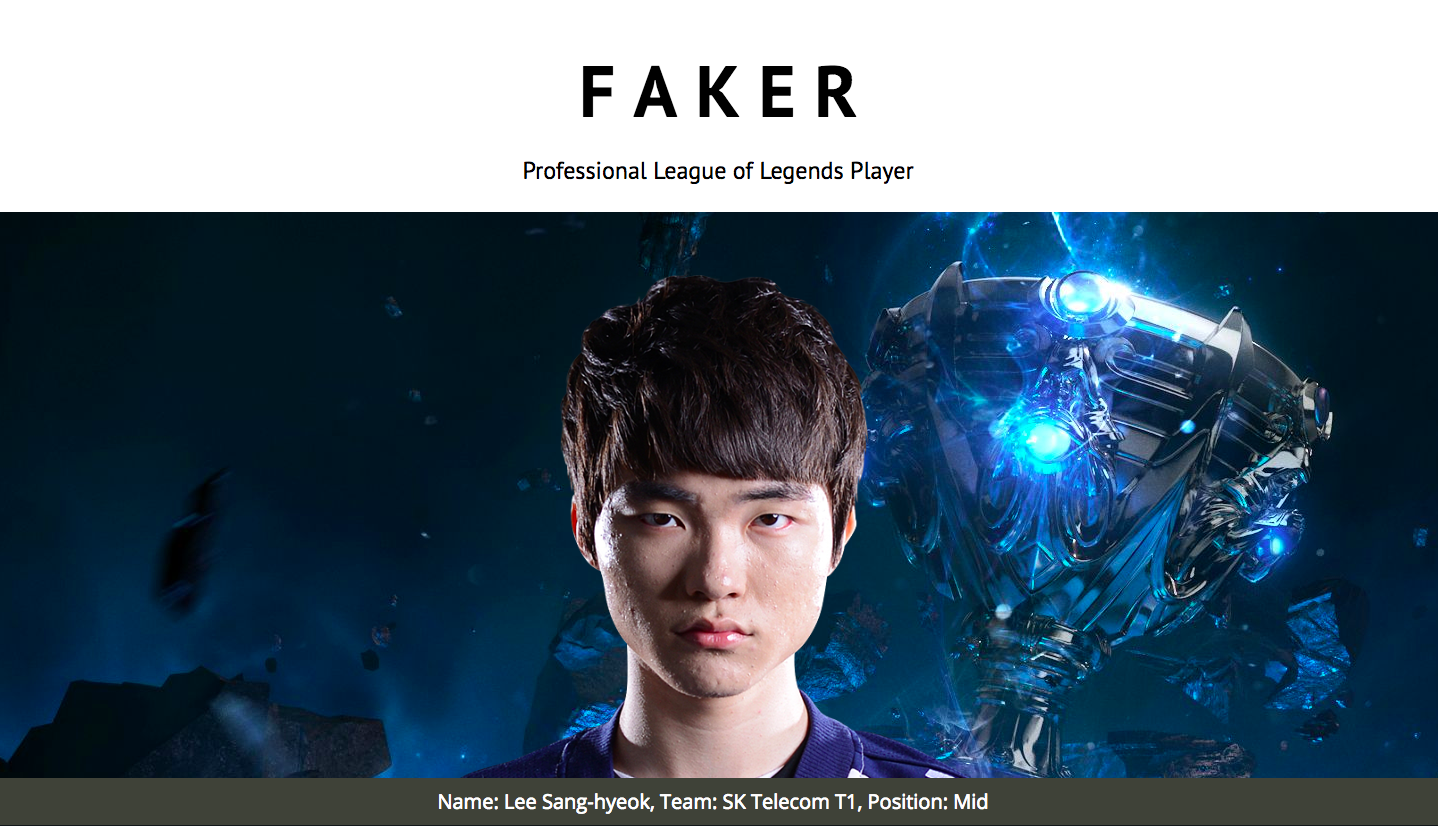 FAKER
Professional League of Legends Player
Name: Lee Sang-hyeok, Team: SK Telecom T1, Position: Mid